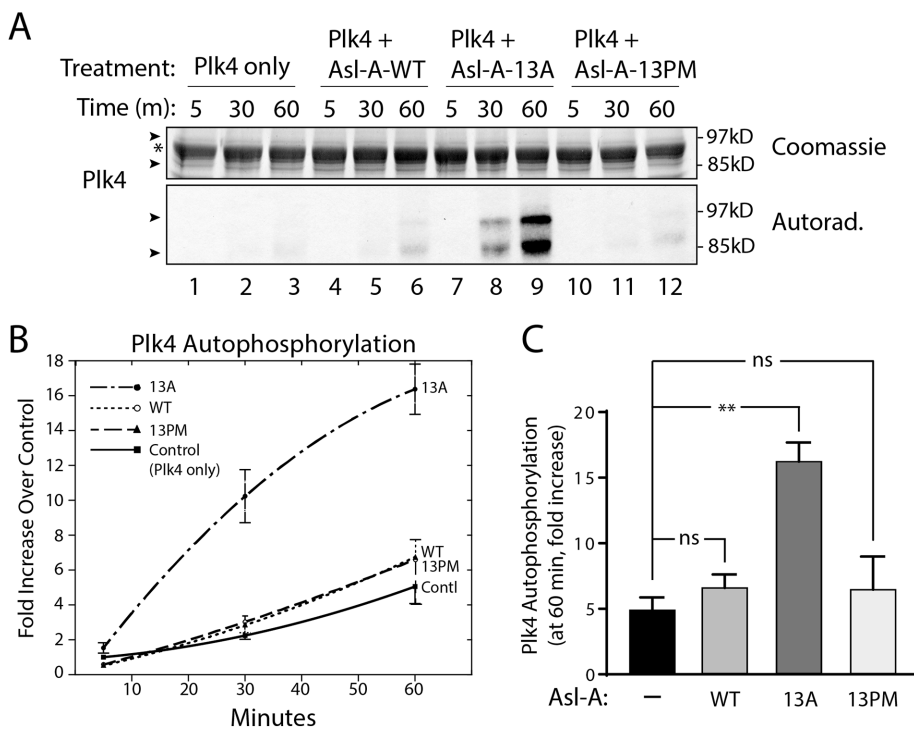 A
Plk4 + Plk4 + Plk4 +
Treatment: Plk4 only Asl-A-WT Asl-A-13A Asl-A-13PM
Time (m): 5 30 60 5 30 60 5 30 60 5 30 60
97kD
*
85kD
Coomassie
Plk4
97kD
Autorad.
85kD
1 2 3 4 5 6 7 8 9 10 11 12
B
Plk4 Autophosphorylation
Fold Increase Over Control
18
16
14
12
10
8
6
4
2
0
13A
WT
13PM
Control
(Plk4 only)
13A
WT
13PM
Contl
10 20 30 40 50 60
Minutes
C
Plk4 Autophosphorylation
(at 60 min, fold increase)
20
15
10
5
0
ns
**
ns
Asl-A: – WT 13A 13PM